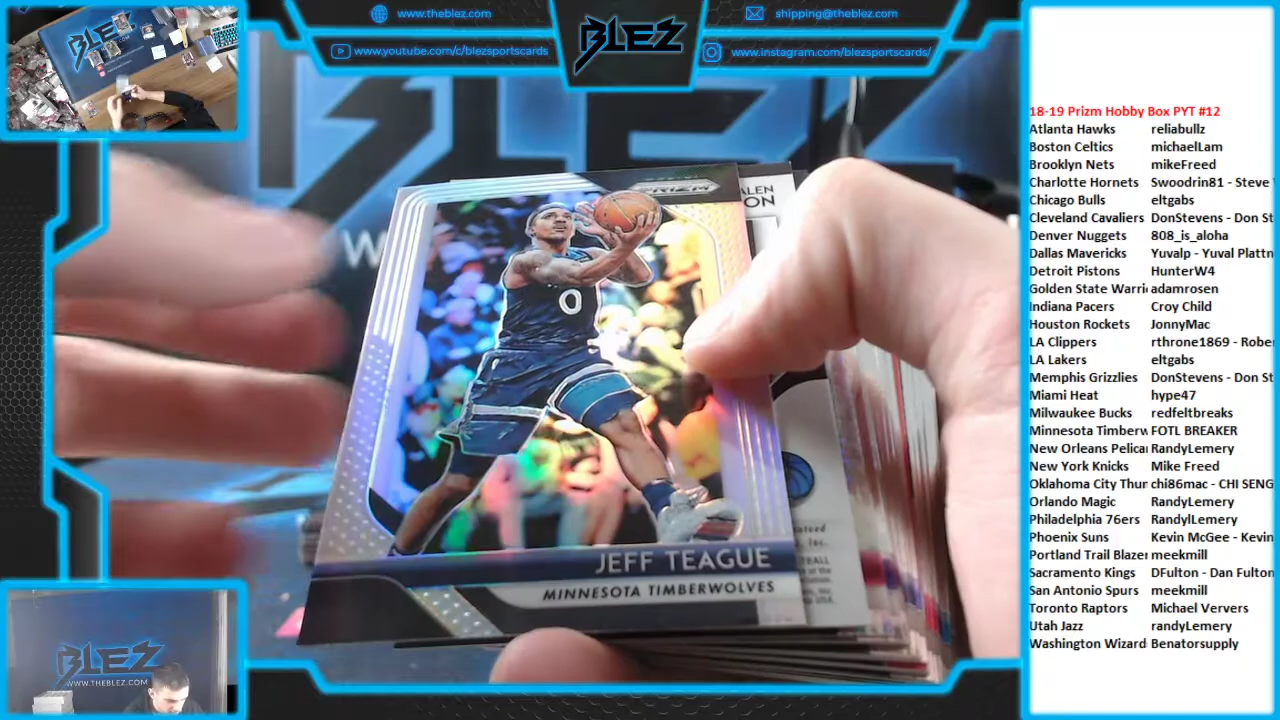 www.theblez.com
shipping@theblez.com
www.youtube.com/c/blezsportscards
BLEZ
www.instagram.com/blezsportscards/
PRIZM
ALEN
ON
0
JEFF TEAGUE
MINNESOTA TIMBERWOLVES
BLEZ
WWW.THEBLEZ.COM
18-19 Prizm Hobby Box PYT #12
Atlanta Hawks reliabullz
Boston Celtics michaelLam
Brooklyn Nets mikeFreed
Charlotte Hornets Swoodrin81 - Steve
Chicago Bulls eltgabs
Cleveland Cavaliers DonStevens - Don St
Denver Nuggets 808_is_aloha
Dallas Mavericks Yuvalp - Yuval Plattn
Detroit Pistons HunterW4
Golden State Warri adamrosen
Indiana Pacers Croy Child
Houston Rockets JonnyMac
LA Clippers rthrone1869 - Rober
LA Lakers eltgabs
Memphis Grizzlies DonStevens - Don St
Miami Heat hype47
Milwaukee Bucks redfeltbreaks
Minnesota Timberw FOTL BREAKER
New Orleans Pelica RandyLemery
New York Knicks Mike Freed
Oklahoma City Thun chi86mac - CHI SENG
Orlando Magic RandyLemery
Philadelphia 76ers RandylLemery
Phoenix Suns Kevin McGee - Kevin
Portland Trail Blazer meekmill
Sacramento Kings DFulton - Dan Fulton
San Antonio Spurs meekmill
Toronto Raptors Michael Ververs
Utah Jazz randyLemery
Washington Wizard Benatorsupply